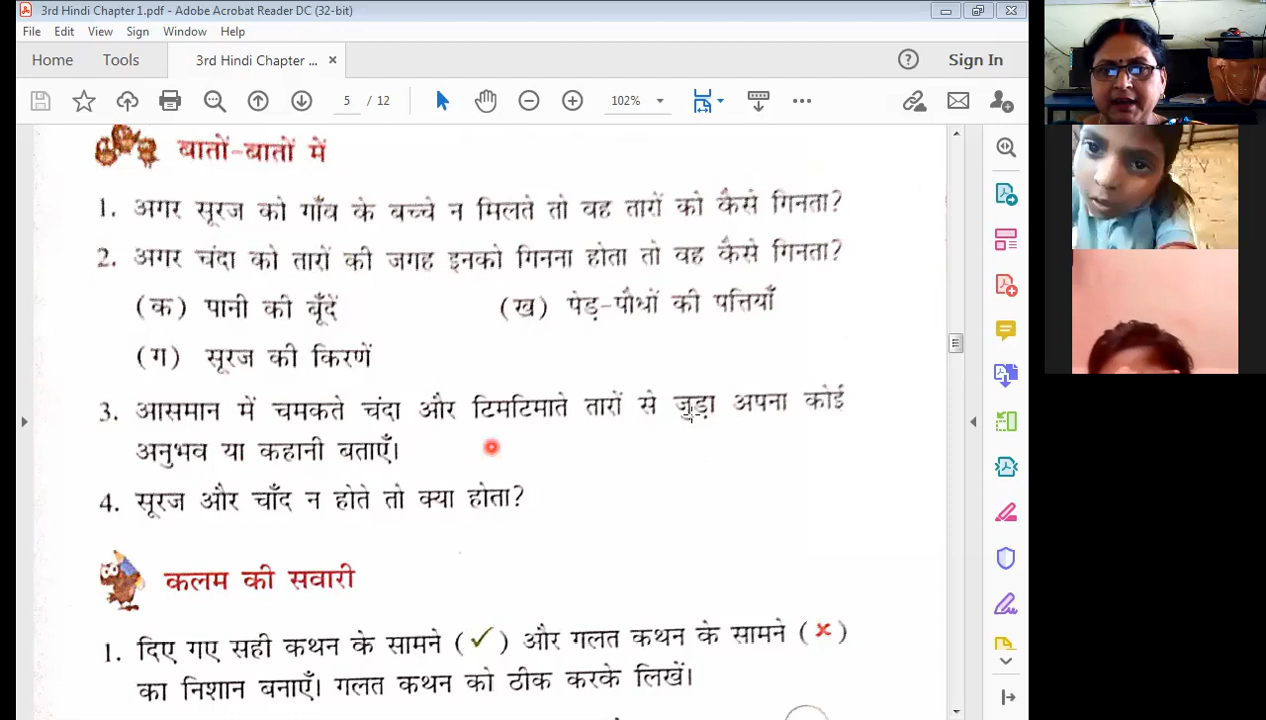 3rd Hindi Chapter 1.pdf - Adobe Acrobat Reader DC (32-bit)
File Edit View Sign Window Help
Home Tools 3rd Hindi Chapter ... × Sign In
5 / 12 102%
बातों-बातों में
1. अगर सूरज को गाँव के बच्चे न मिलते तो वह तारों को कैसे गिनता?
2. अगर चंदा को तारों की जगह इनको गिनना होता तो वह कैसे गिनता?
(क) पानी की बूँदें (ख) पेड़-पौधों की पत्तियाँ
(ग) सूरज की किरणें
3. आसमान में चमकते चंदा और टिमटिमाते तारों से जुड़ा अपना कोई
अनुभव या कहानी बताएँ।
4. सूरज और चाँद न होते तो क्या होता?
कलम की सवारी
1. दिए गए सही कथन के सामने (✓) और गलत कथन के सामने (×)
का निशान बनाएँ। गलत कथन को ठीक करके लिखें।